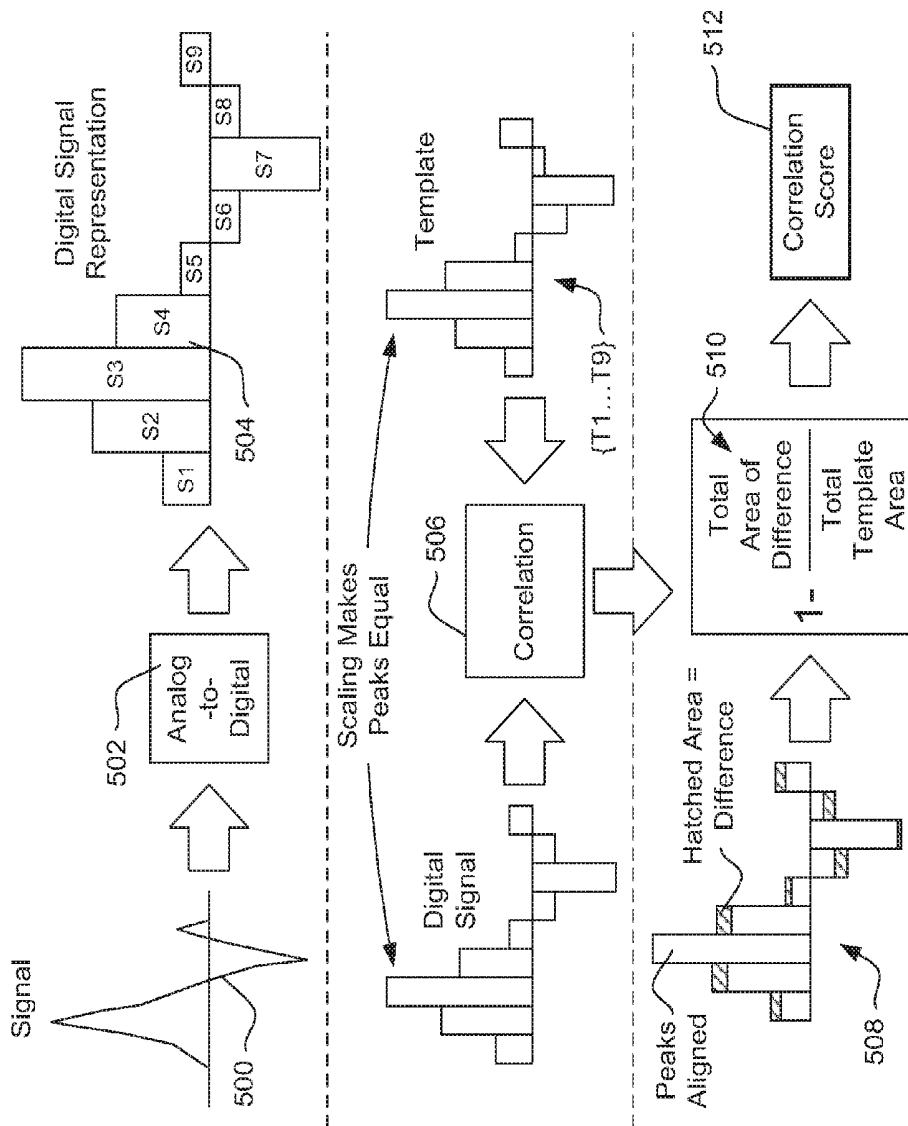 Signal
500
502
Analog
-to-
Digital
Digital Signal
Representation
S1
S2
S3
S4
S5
S6
S7
S8
S9
504
Digital
Signal
Scaling Makes
Peaks Equal
506
Correlation
Template
{T1...T9}
Peaks
Aligned
Hatched Area =
Difference
508
510
1-
Total
Area of
Difference
Total
Template
Area
512
Correlation
Score